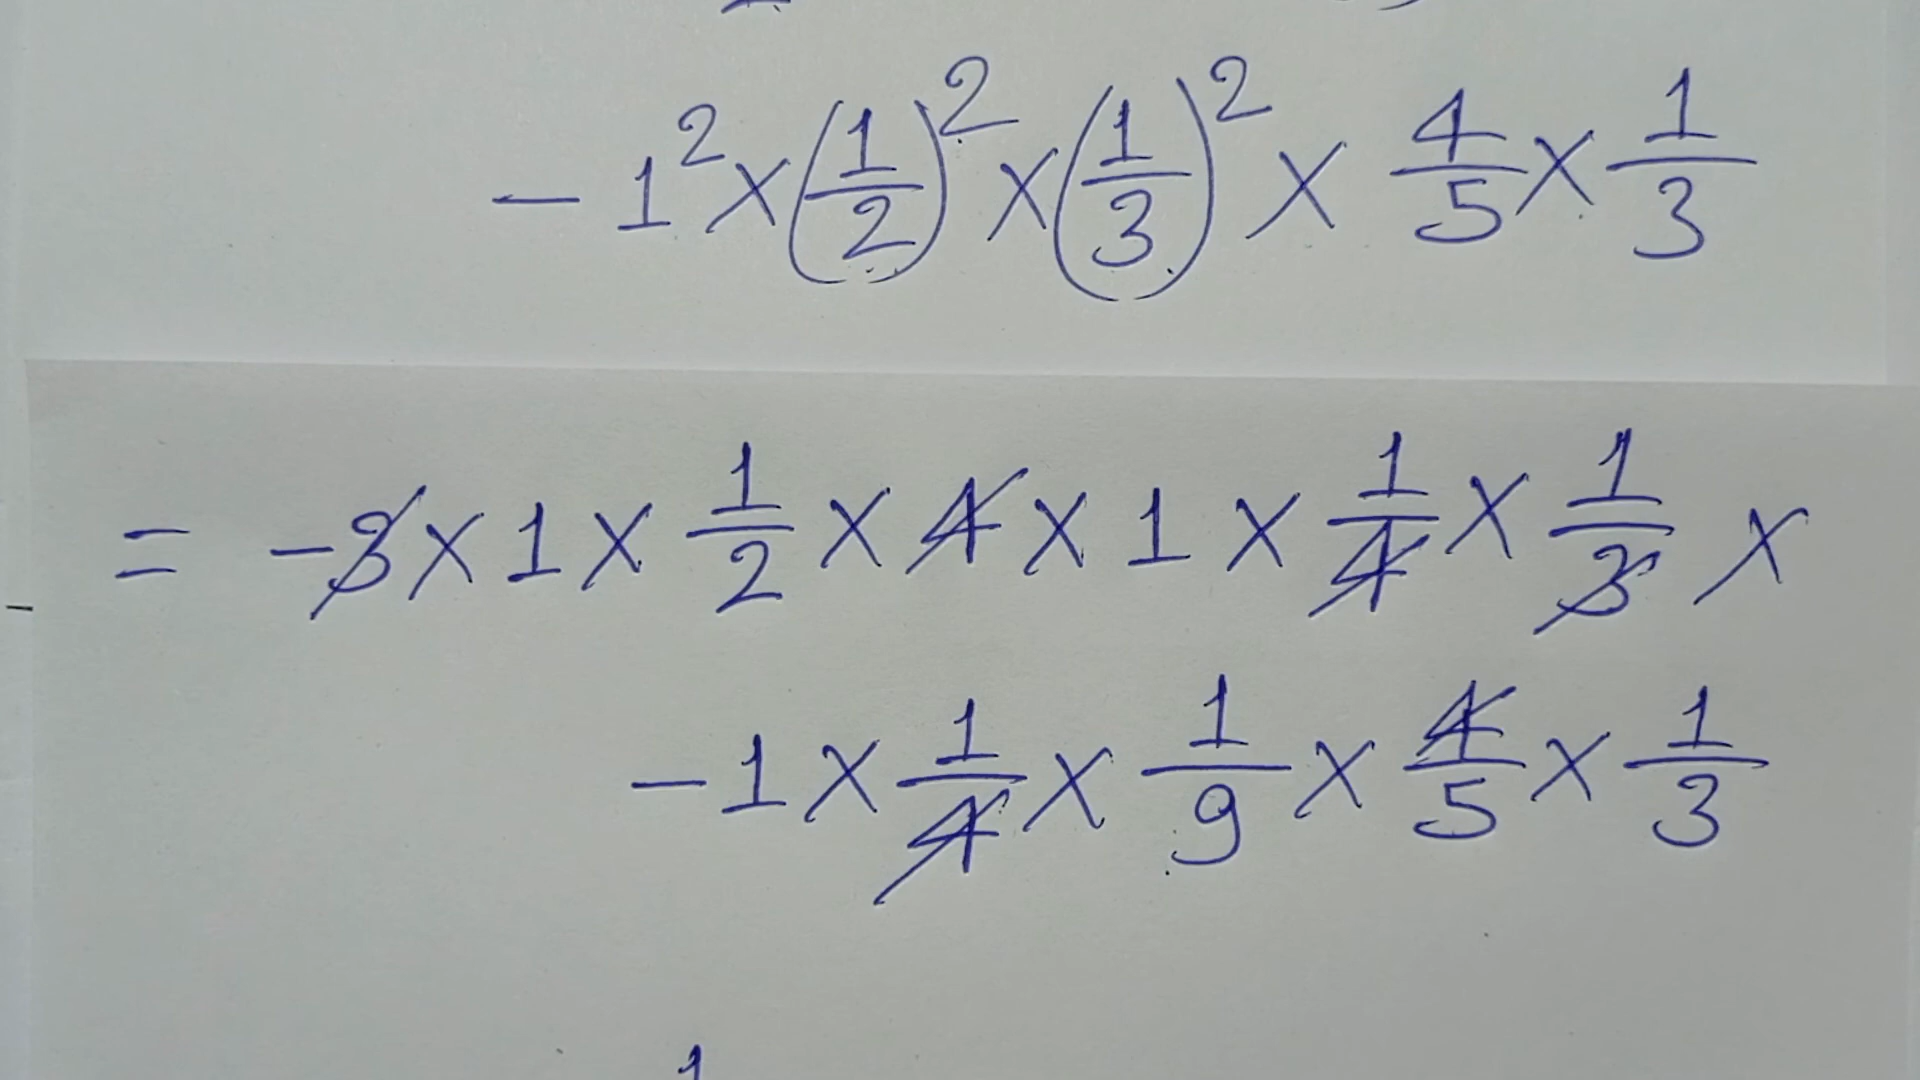 - 1² × (1/2)² × (1/3)² × 4/5 × 1/3
= -3 × 1 × 1/2 × 4 × 1 × 1/4 × 1/3 ×
-1 × 1/4 × 1/9 × 4/5 × 1/3
1